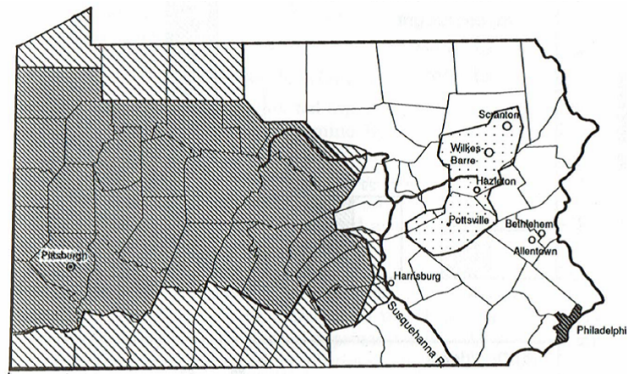 Scranton
Wilkes-
Barre
Hazleton
Pottsville
Bethlehem
Allentown
Pittsburgh
Harrisburg
Susquehanna R.
Philadelphi